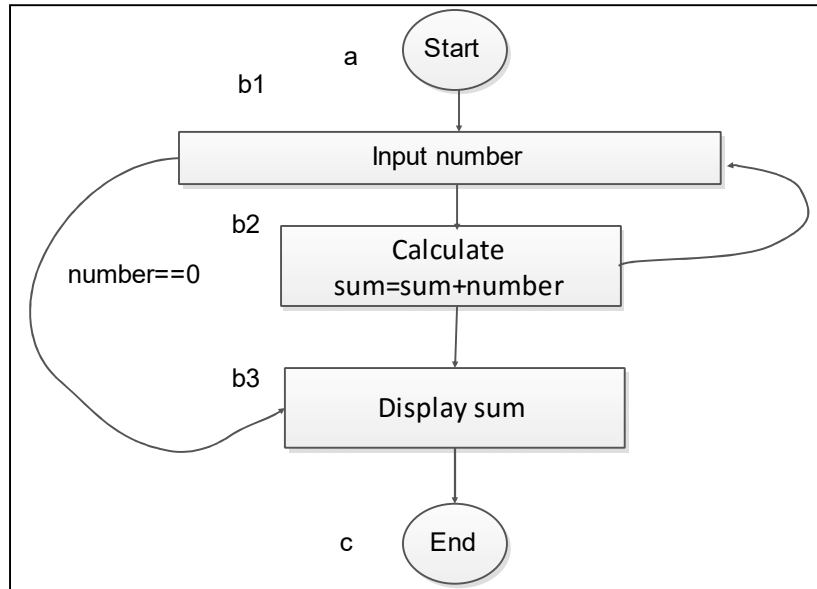 a
Start
b1
Input number
b2
Calculate
sum=sum+number
number==0
b3
Display sum
c
End